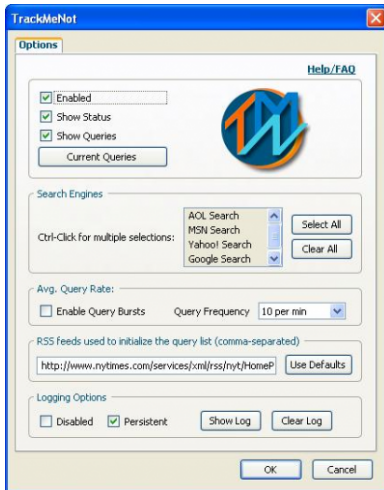 TrackMeNot
Options
Help/FAQ
Enabled
Show Status
Show Queries
Current Queries
TMN
Search Engines
Ctrl-Click for multiple selections:
AOL Search
MSN Search
Yahoo! Search
Google Search
Select All
Clear All
Avg. Query Rate:
Enable Query Bursts Query Frequency 10 per min
RSS feeds used to initialize the query list (comma-separated)
http://www.nytimes.com/services/xml/rss/nyt/HomeP Use Defaults
Logging Options
Disabled Persistent Show Log Clear Log
OK Cancel